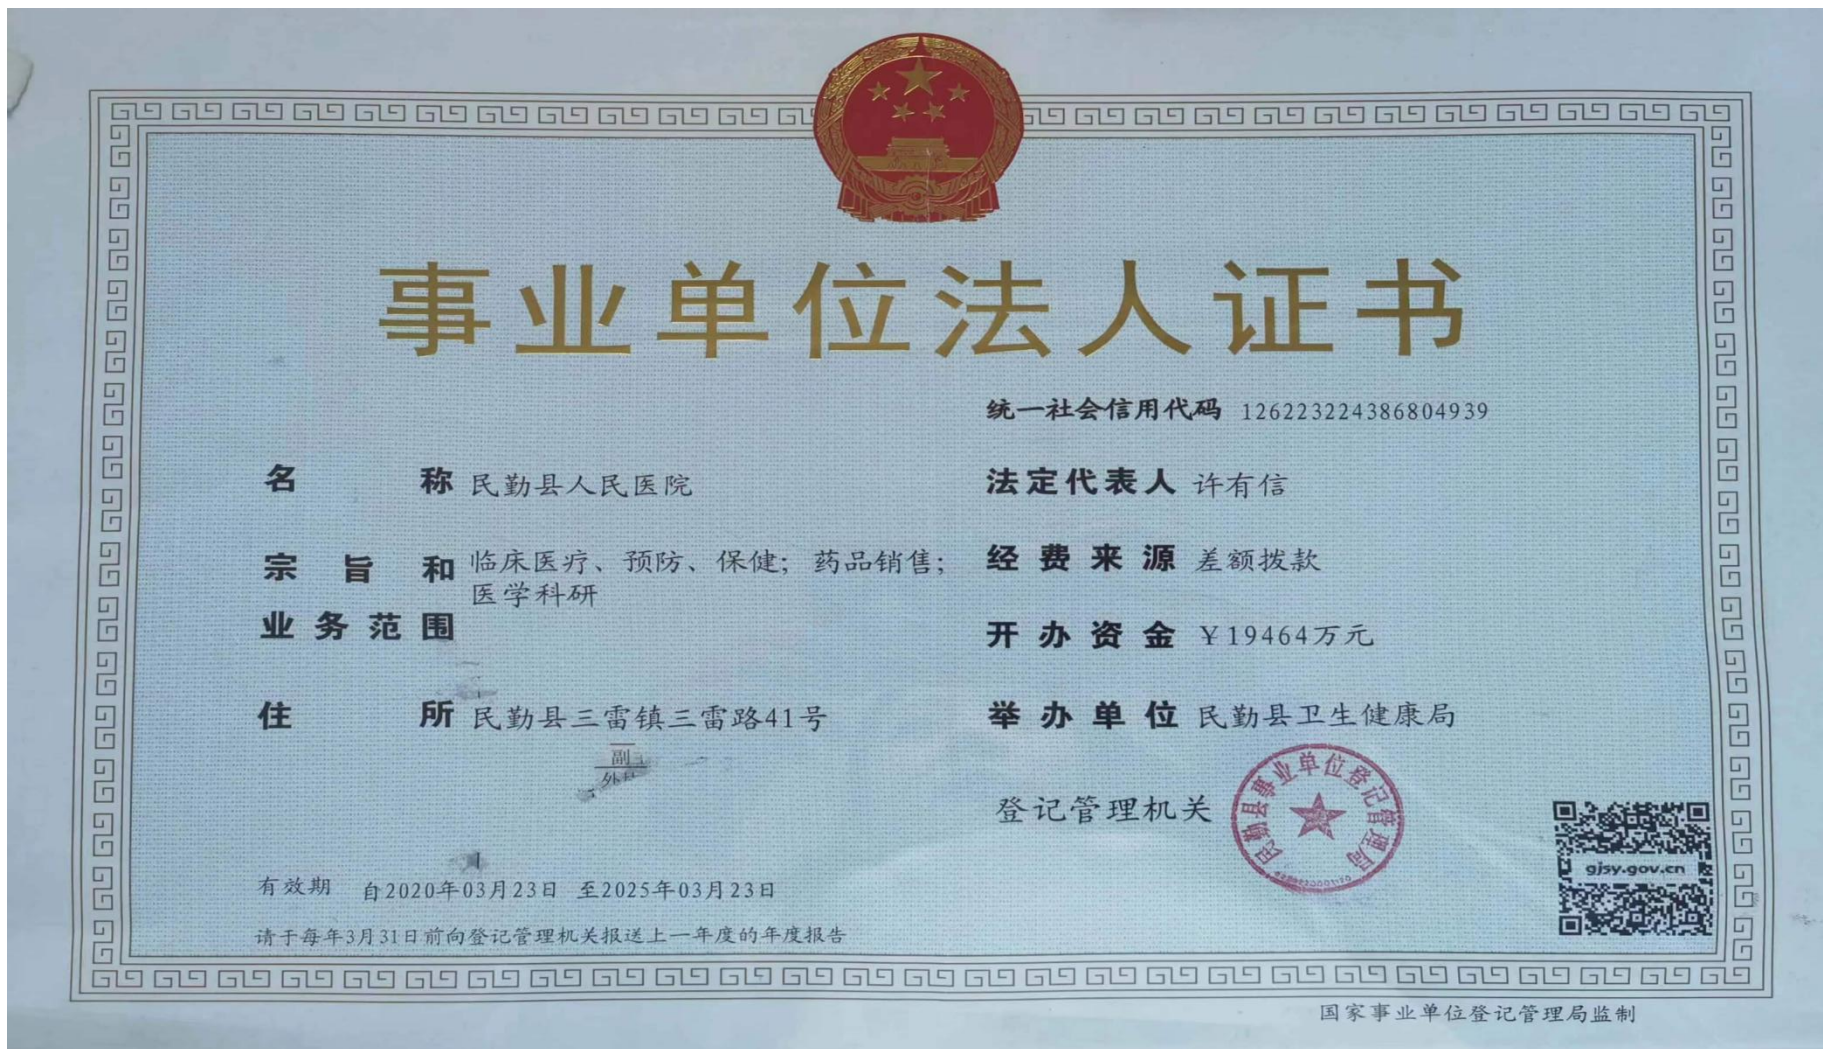 事业单位法人证书
统一社会信用代码 126223224386804939
名称 民勤县人民医院
法定代表人 许有信
宗旨和业务范围 临床医疗、预防、保健；药品销售；
医学科研
经费来源 差额拨款
开办资金 ￥19464万元
住所 民勤县三雷镇三雷路41号
举办单位 民勤县卫生健康局
副
登记管理机关
民勤县事业单位登记管理局
gjsy.gov.cn
有效期 自2020年03月23日 至2025年03月23日
请于每年3月31日前向登记管理机关报送上一年度的年度报告
国家事业单位登记管理局监制